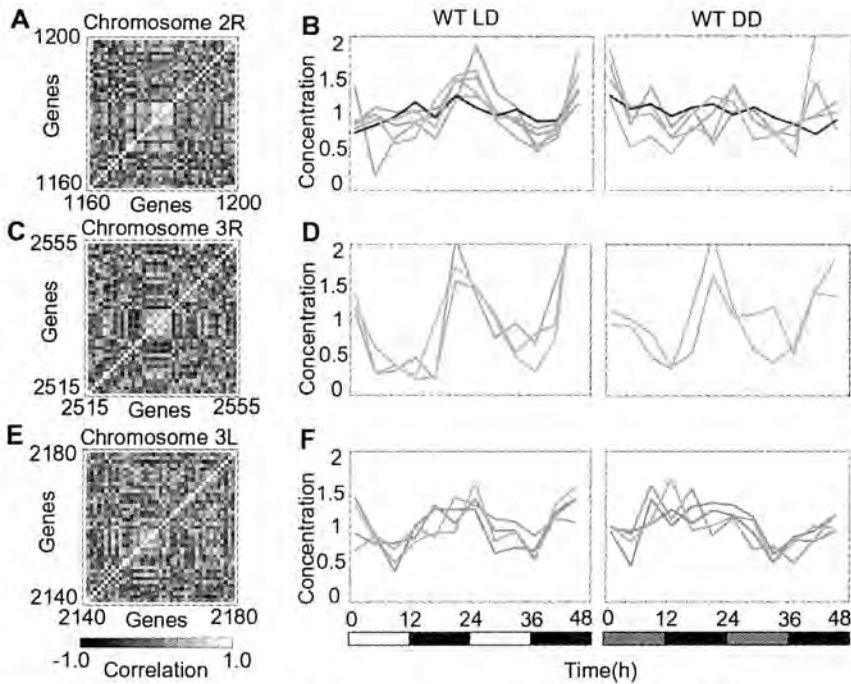 A Chromosome 2R
1200
Genes
1160
1160 Genes 1200
B WT LD WT DD
Concentration
2
1.5
1
0.5
0
C Chromosome 3R
2555
Genes
2515
2515 Genes 2555
D
Concentration
2
1.5
1
0.5
0
E Chromosome 3L
2180
Genes
2140
2140 Genes 2180
-1.0 Correlation 1.0
F
Concentration
2
1.5
1
0.5
0
0 12 24 36 48 0 12 24 36 48
Time(h)